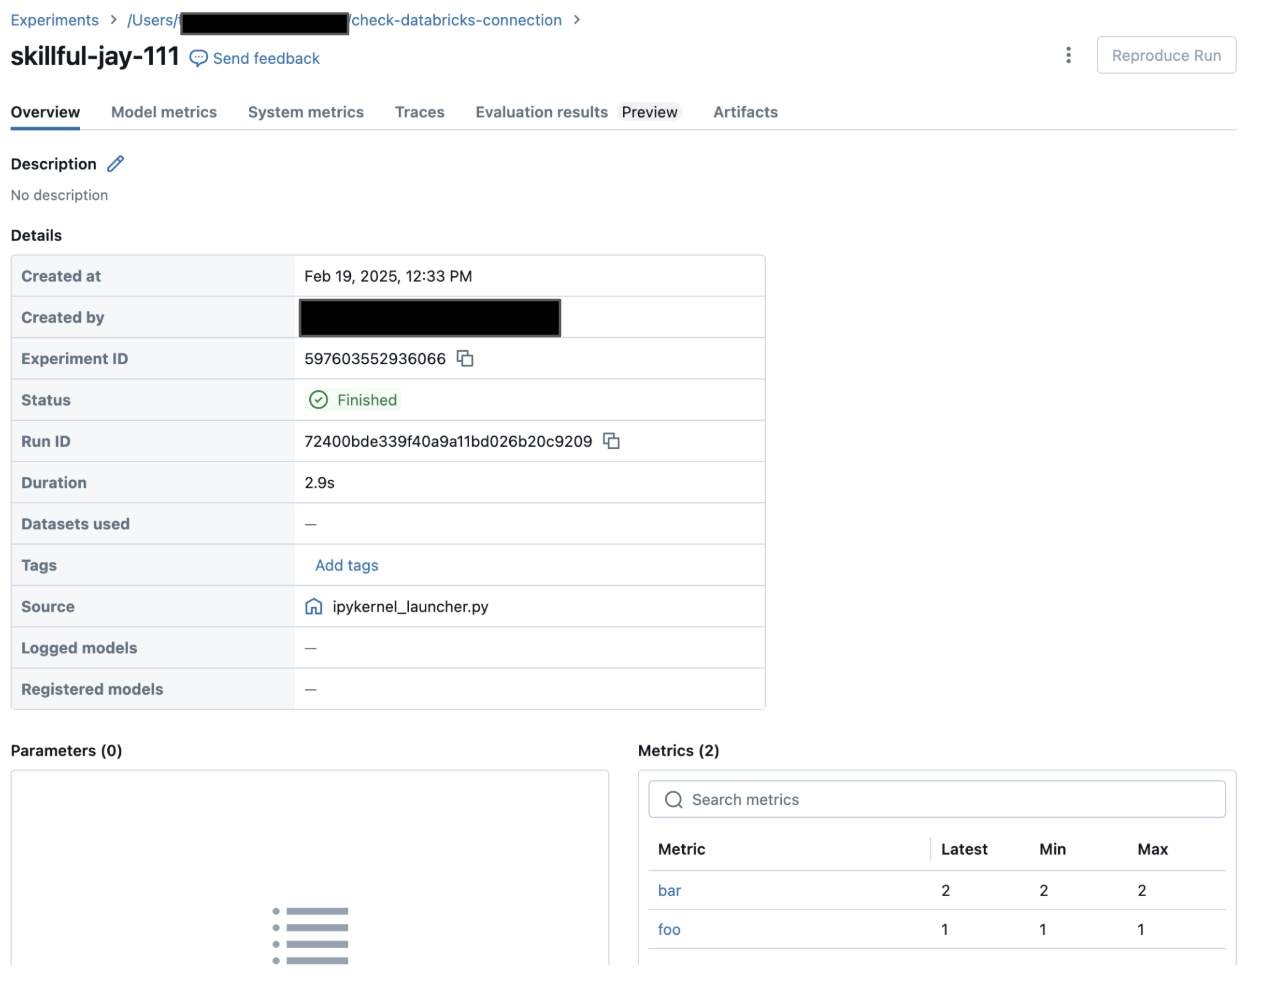 Experiments > /Users/ /check-databricks-connection >
skillful-jay-111 Send feedback
Reproduce Run
Overview Model metrics System metrics Traces Evaluation results Preview Artifacts
Description
No description
Details
Created at Feb 19, 2025, 12:33 PM
Created by
Experiment ID 597603552936066
Status Finished
Run ID 72400bde339f40a9a11bd026b20c9209
Duration 2.9s
Datasets used —
Tags Add tags
Source ipykernel_launcher.py
Logged models —
Registered models —
Parameters (0)
Metrics (2)
Search metrics
Metric Latest Min Max
bar 2 2 2
foo 1 1 1